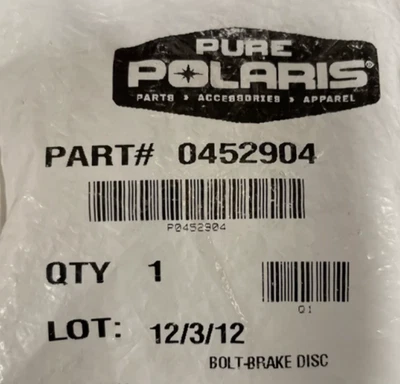 PURE
POLARIS®
PARTS › ACCESSORIES › APPAREL
PART# 0452904
P0452904
QTY 1
Q1
LOT: 12/3/12
BOLT-BRAKE DISC